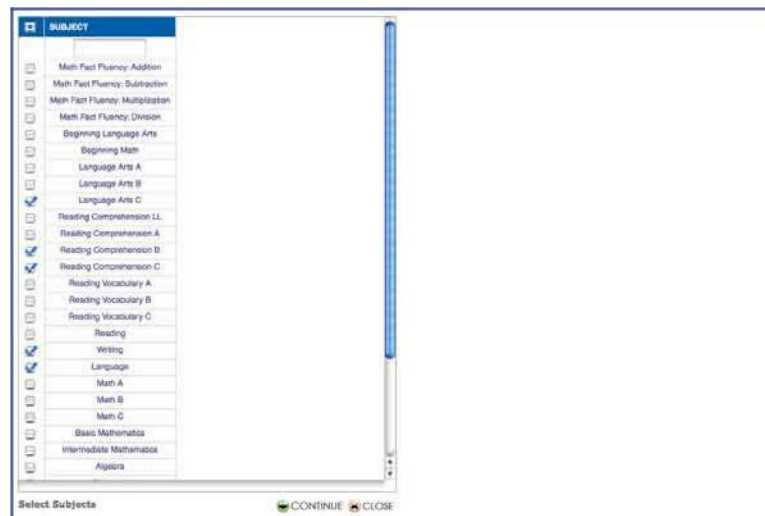 SUBJECT
Math Fact Fluency: Addition
Math Fact Fluency: Subtraction
Math Fact Fluency: Multiplication
Math Fact Fluency: Division
Beginning Language Arts
Beginning Math
Language Arts A
Language Arts B
Language Arts C
Reading Comprehension LL
Reading Comprehension A
Reading Comprehension B
Reading Comprehension C
Reading Vocabulary A
Reading Vocabulary B
Reading Vocabulary C
Reading
Writing
Language
Math A
Math B
Math C
Basic Mathematics
Intermediate Mathematics
Algebra
Select Subjects CONTINUE CLOSE